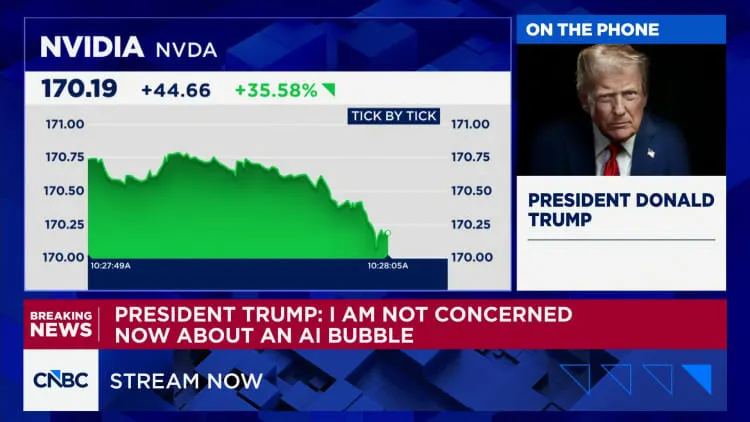 NVIDIA NVDA
170.19 +44.66 +35.58%
TICK BY TICK
171.00 171.00
170.75 170.75
170.50 170.50
170.25 170.25
170.00 170.00
10:27:49A 10:28:05A
ON THE PHONE
PRESIDENT DONALD
TRUMP
BREAKING
NEWS
PRESIDENT TRUMP: I AM NOT CONCERNED
NOW ABOUT AN AI BUBBLE
CNBC
STREAM NOW